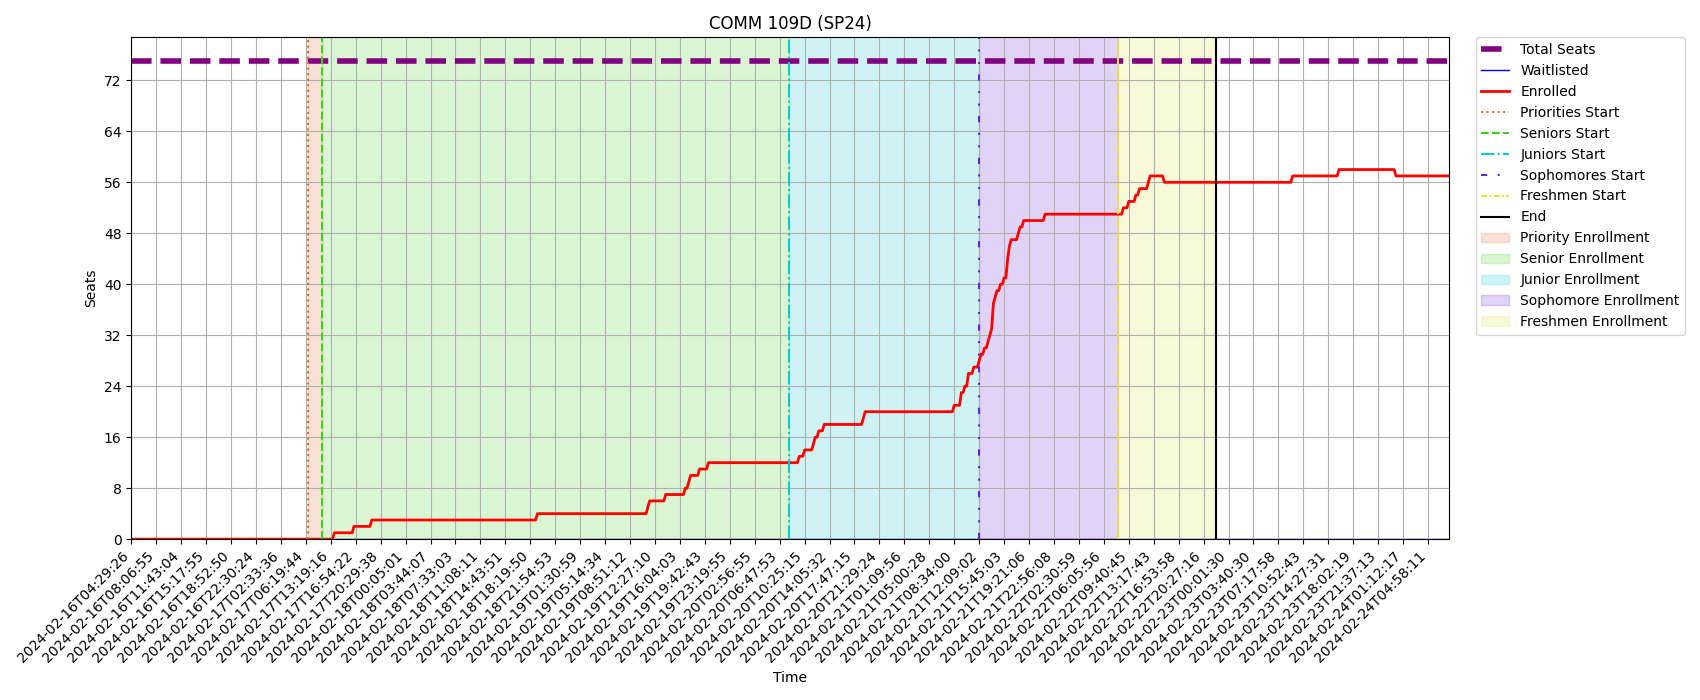 COMM 109D (SP24)
Total Seats
Waitlisted
Enrolled
Priorities Start
Seniors Start
Juniors Start
Sophomores Start
Freshmen Start
End
Priority Enrollment
Senior Enrollment
Junior Enrollment
Sophomore Enrollment
Freshmen Enrollment
Seats
72
64
56
48
40
32
24
16
8
0
2024-02-16T04:29:26
2024-02-16T08:06:55
2024-02-16T11:43:04
2024-02-16T15:17:55
2024-02-16T18:52:50
2024-02-16T22:30:24
2024-02-17T02:33:36
2024-02-17T06:19:44
2024-02-17T13:19:16
2024-02-17T16:54:22
2024-02-17T20:29:38
2024-02-18T00:05:01
2024-02-18T03:44:07
2024-02-18T07:33:03
2024-02-18T11:08:11
2024-02-18T14:43:51
2024-02-18T18:19:50
2024-02-18T21:54:53
2024-02-19T01:30:59
2024-02-19T05:14:34
2024-02-19T08:51:12
2024-02-19T12:27:10
2024-02-19T16:04:03
2024-02-19T19:42:43
2024-02-19T23:19:55
2024-02-20T02:56:55
2024-02-20T06:47:53
2024-02-20T10:25:15
2024-02-20T14:05:32
2024-02-20T17:47:15
2024-02-20T21:29:24
2024-02-21T01:09:56
2024-02-21T05:00:28
2024-02-21T08:34:00
2024-02-21T12:09:02
2024-02-21T15:45:03
2024-02-21T19:21:06
2024-02-21T22:56:08
2024-02-22T02:30:59
2024-02-22T06:05:56
2024-02-22T09:40:45
2024-02-22T13:17:43
2024-02-22T16:53:58
2024-02-22T20:27:16
2024-02-23T00:01:30
2024-02-23T03:40:30
2024-02-23T07:17:58
2024-02-23T10:52:43
2024-02-23T14:27:31
2024-02-23T18:02:19
2024-02-23T21:37:13
2024-02-24T01:12:17
2024-02-24T04:58:11
Time